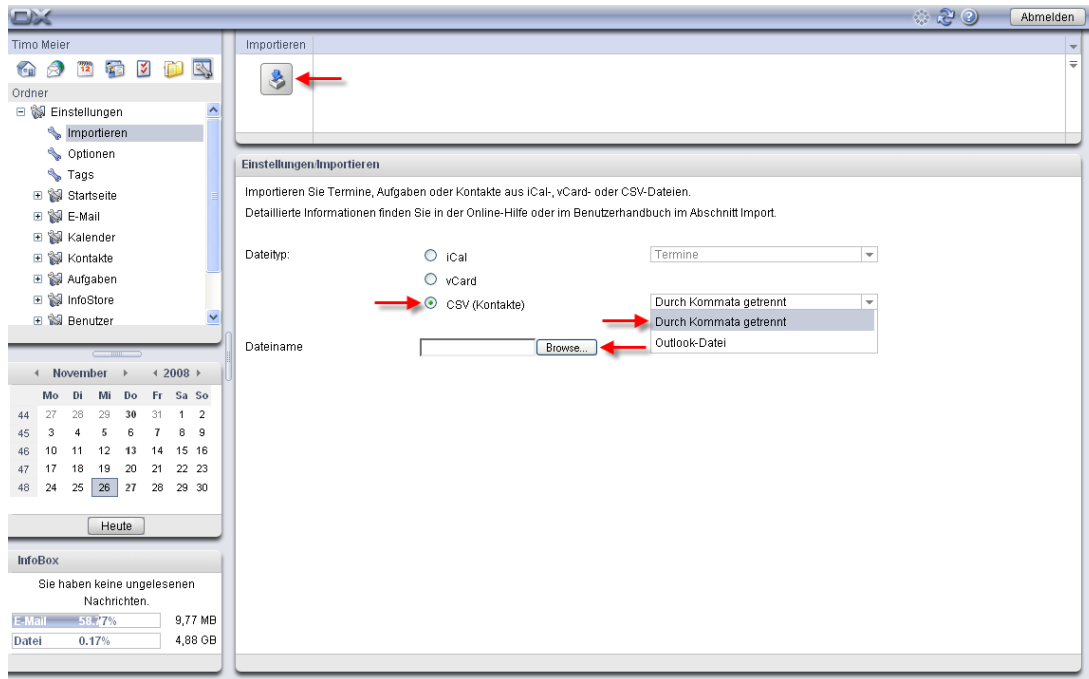 OX
Abmelden
Timo Meier
12
Ordner
Einstellungen
Importieren
Optionen
Tags
Startseite
E-Mail
Kalender
Kontakte
Aufgaben
InfoStore
Benutzer
November 2008
Mo Di Mi Do Fr Sa So
44 27 28 29 30 31 1 2
45 3 4 5 6 7 8 9
46 10 11 12 13 14 15 16
47 17 18 19 20 21 22 23
48 24 25 26 27 28 29 30
Heute
InfoBox
Sie haben keine ungelesenen
Nachrichten.
E-Mail 58.77% 9,77 MB
Datei 0.17% 4,88 GB
Importieren
Einstellungen/Importieren
Importieren Sie Termine, Aufgaben oder Kontakte aus iCal-, vCard- oder CSV-Dateien.
Detaillierte Informationen finden Sie in der Online-Hilfe oder im Benutzerhandbuch im Abschnitt Import.
Dateityp: iCal Termine
vCard
CSV (Kontakte) Durch Kommata getrennt
Durch Kommata getrennt
Outlook-Datei
Dateiname Browse...